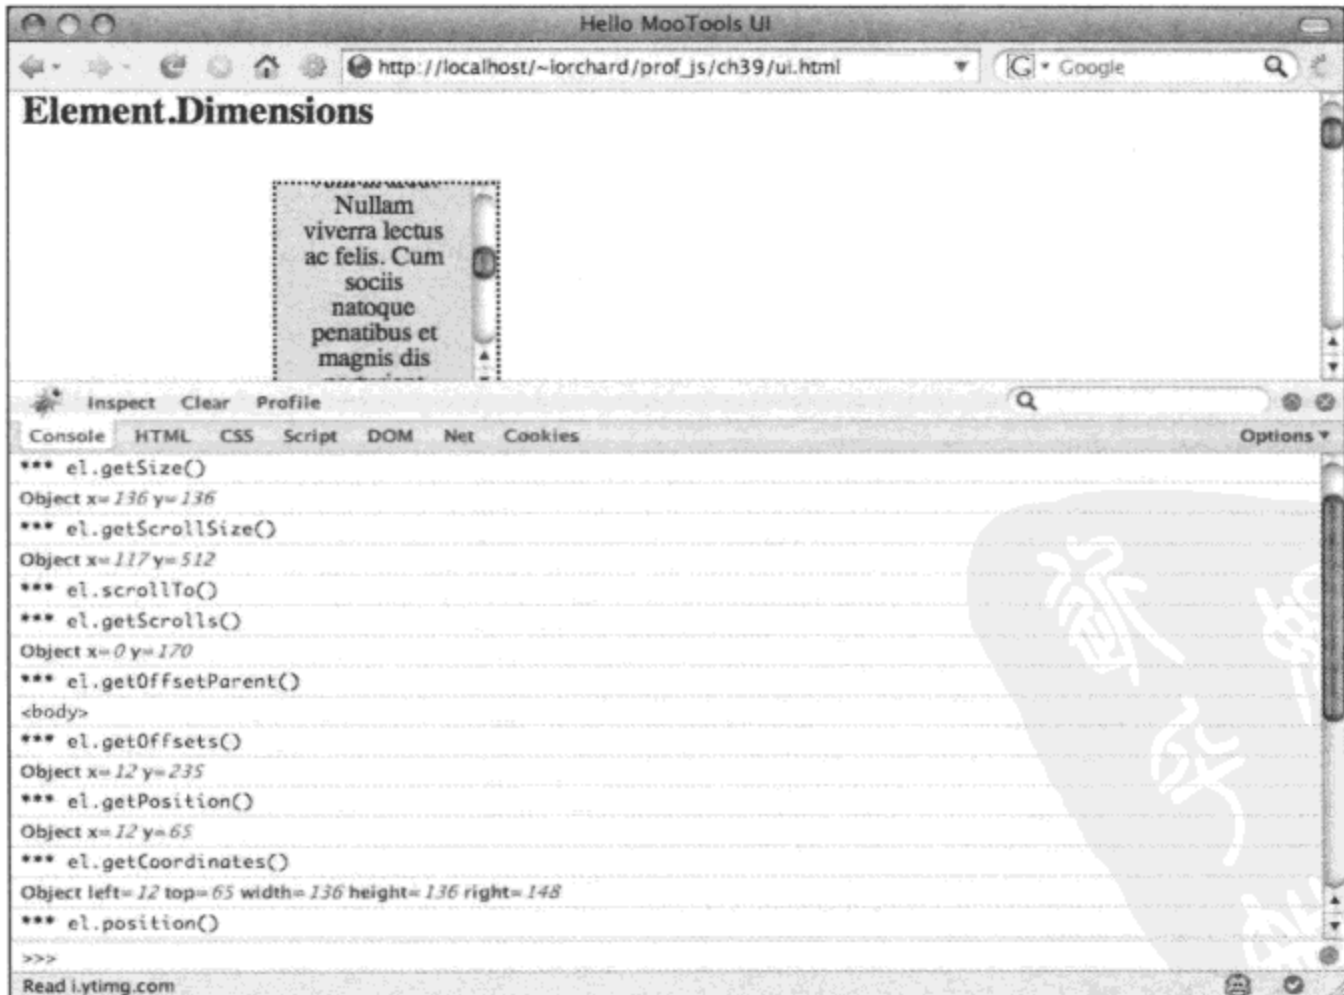 Hello MooTools UI
http://localhost/~lorchard/prof_js/ch39/ui.html
Google
Element.Dimensions
Nullam
viverra lectus
ac felis. Cum
sociis
natoque
penatibus et
magnis dis
Inspect Clear Profile
Console HTML CSS Script DOM Net Cookies Options
*** el.getSize()
Object x=136 y=136
*** el.getScrollSize()
Object x=117 y=512
*** el.scrollTo()
*** el.getScrolls()
Object x=0 y=170
*** el.getOffsetParent()
<body>
*** el.getOffsets()
Object x=12 y=235
*** el.getPosition()
Object x=12 y=65
*** el.getCoordinates()
Object left=12 top=65 width=136 height=136 right=148
*** el.position()
>>>
Read i.ytimg.com